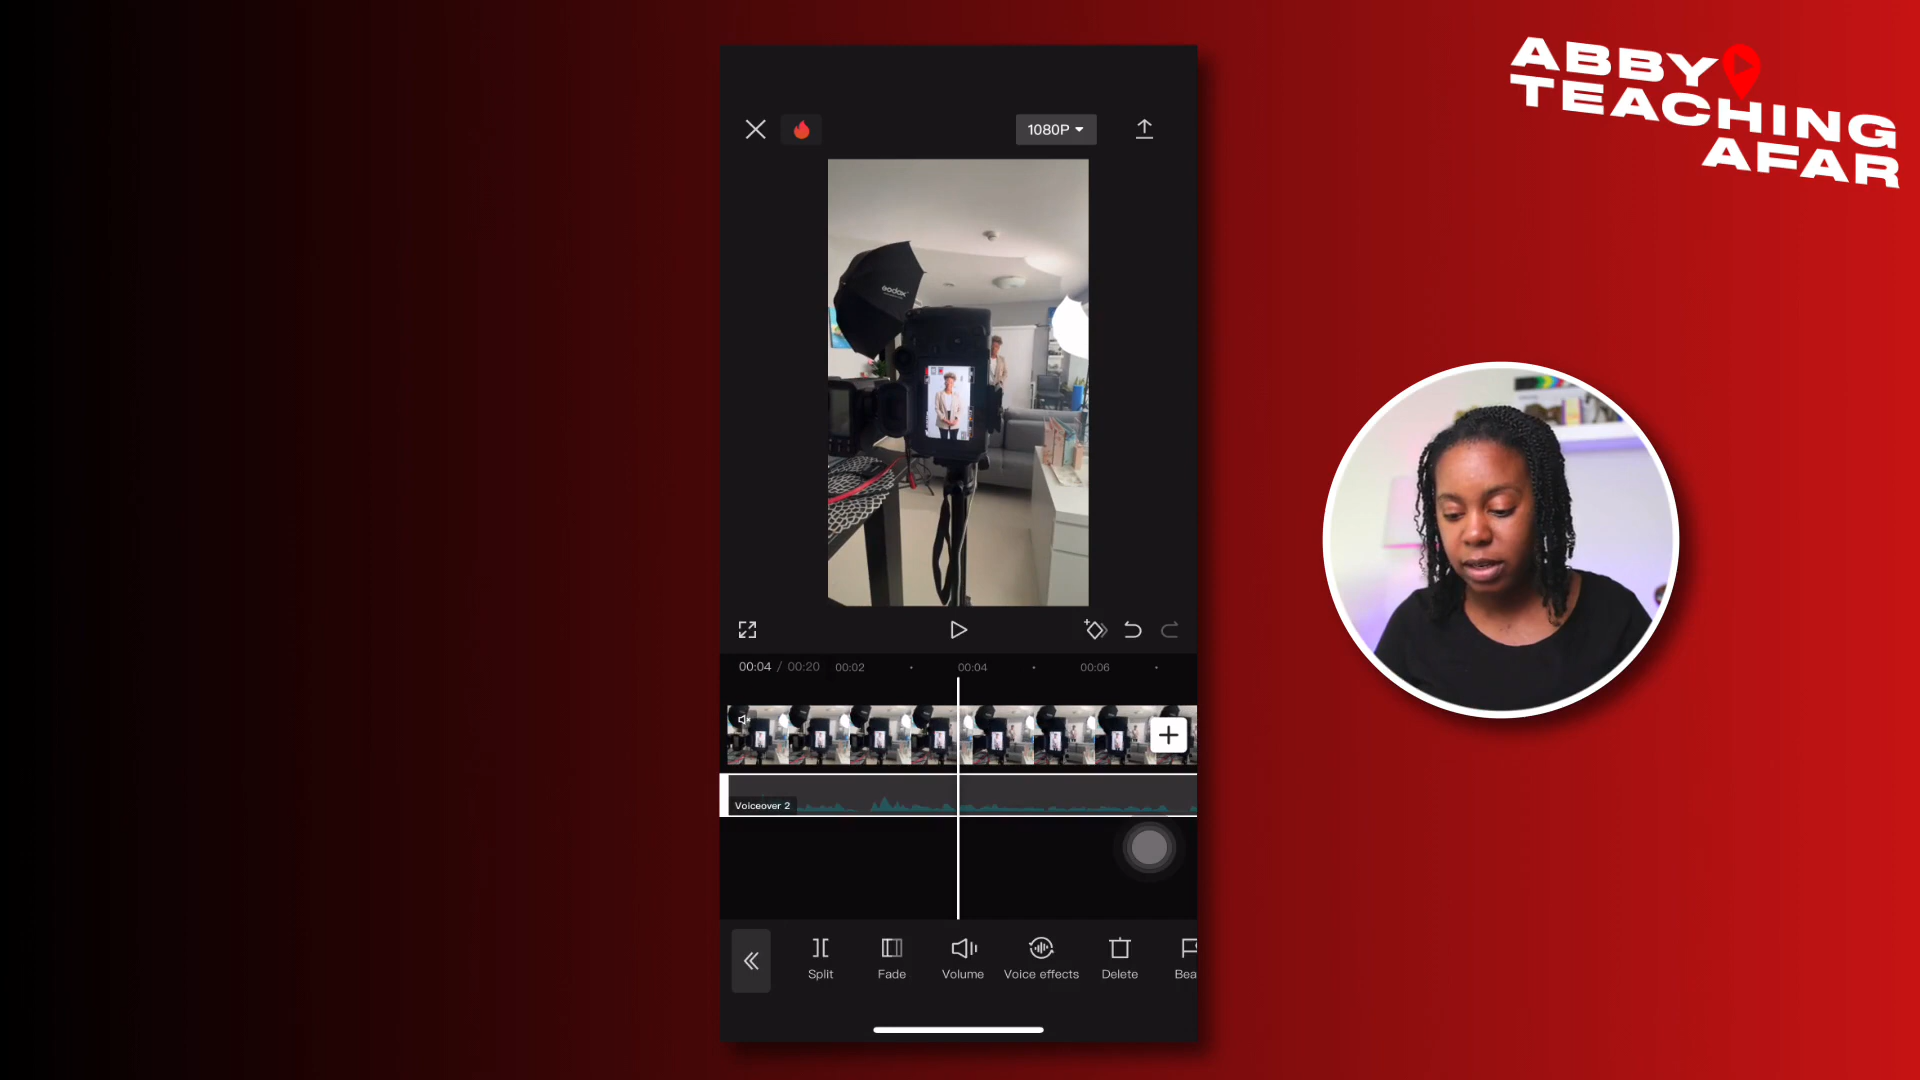 ABBY
TEACHING
AFAR
1080P
Godox
00:04 / 00:20 00:02 00:04 00:06
Voiceover 2
Split Fade Volume Voice effects Delete Bea